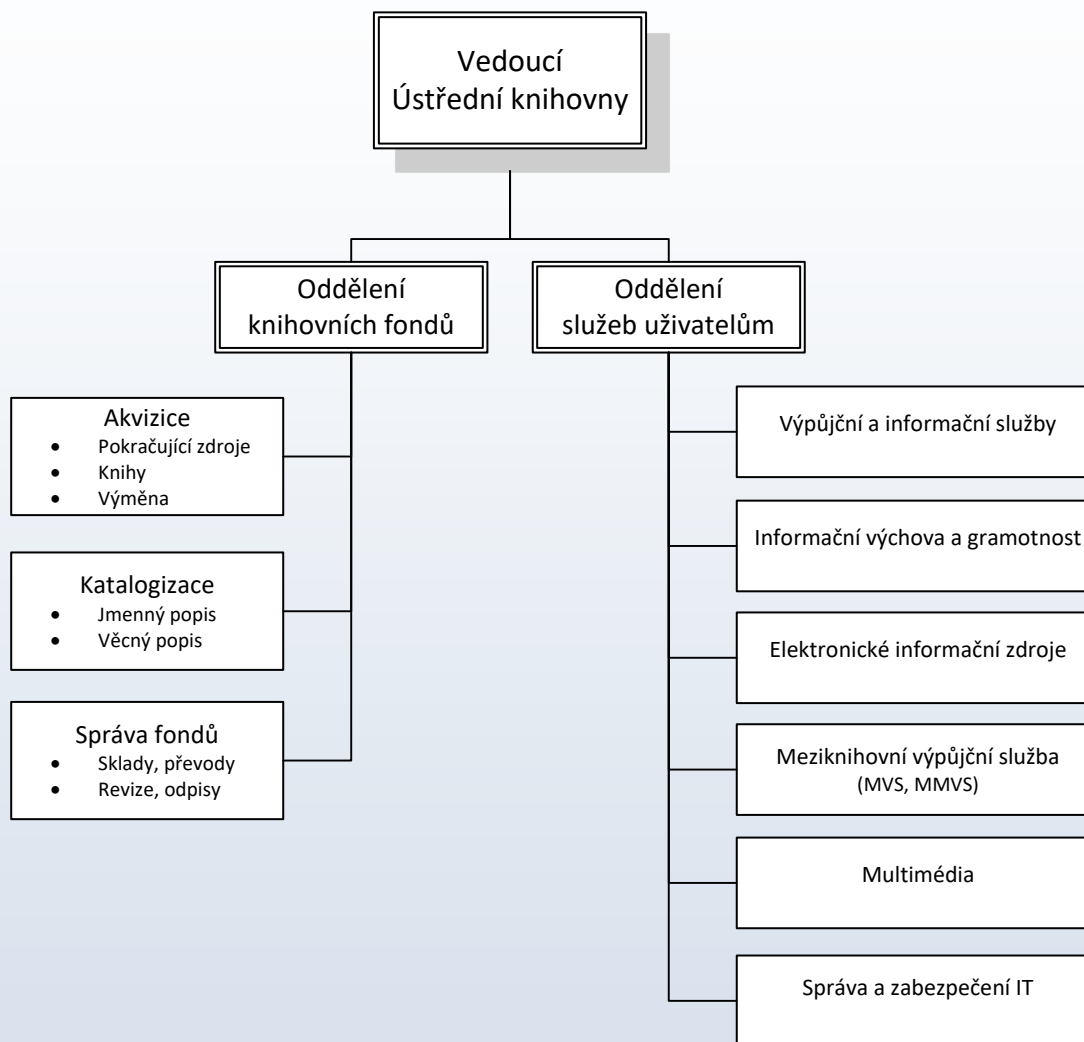 Vedoucí
Ústřední knihovny
Oddělení
knihovních fondů
Oddělení
služeb uživatelům
Akvizice
• Pokračující zdroje
• Knihy
• Výměna
Katalogizace
• Jmenný popis
• Věcný popis
Správa fondů
• Sklady, převody
• Revize, odpisy
Výpůjční a informační služby
Informační výchova a gramotnost
Elektronické informační zdroje
Meziknihovní výpůjční služba
(MVS, MMVS)
Multimédia
Správa a zabezpečení IT